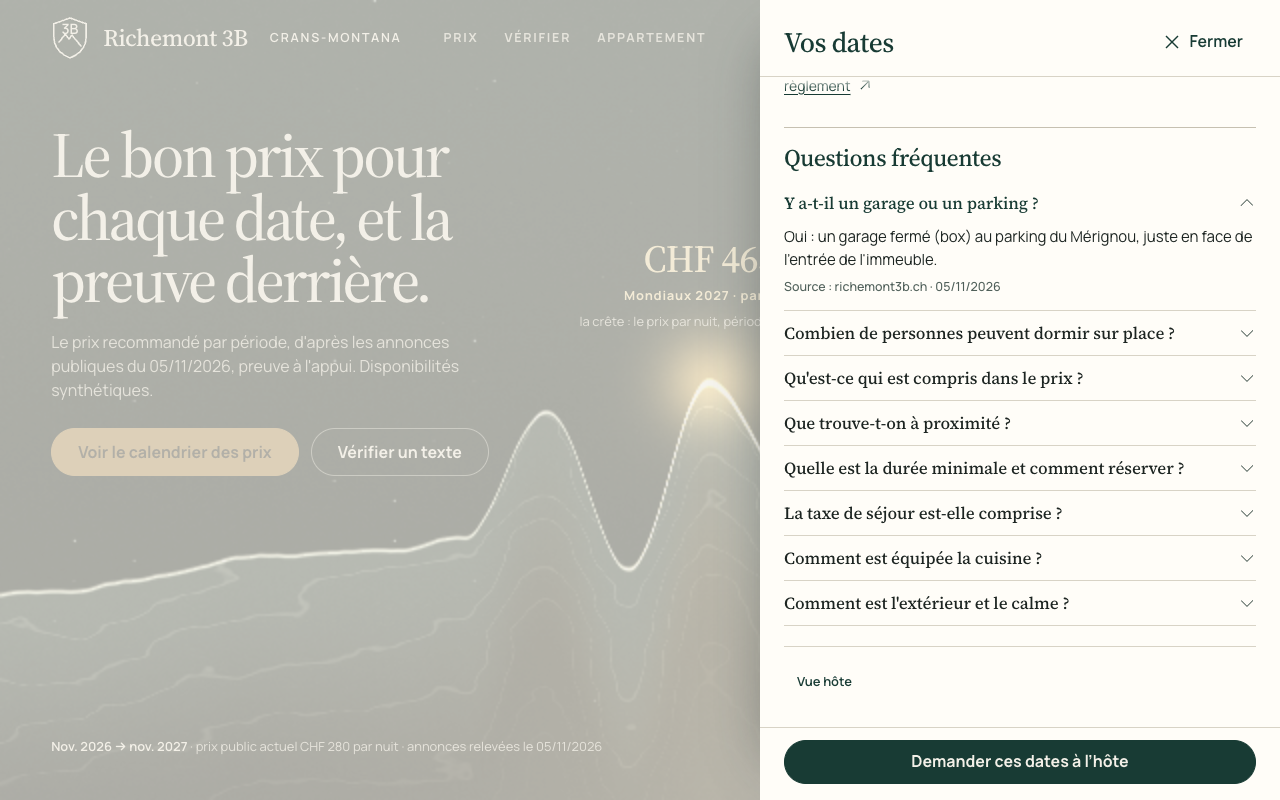 3B
Richemont 3B
CRANS-MONTANA
PRIX
VÉRIFIER
APPARTEMENT
Le bon prix pour
chaque date, et la
preuve derrière.
Le prix recommandé par période, d'après les annonces
publiques du 05/11/2026, preuve à l'appui. Disponibilités
synthétiques.
Voir le calendrier des prix
Vérifier un texte
CHF 46
Mondiaux 2027 · par
la crête : le prix par nuit, périod
Nov. 2026 → nov. 2027 · prix public actuel CHF 280 par nuit · annonces relevées le 05/11/2026
Vos dates
Fermer
règlement
Questions fréquentes
Y a-t-il un garage ou un parking ?
Oui : un garage fermé (box) au parking du Mérignou, juste en face de
l'entrée de l'immeuble.
Source : richemont3b.ch · 05/11/2026
Combien de personnes peuvent dormir sur place ?
Qu'est-ce qui est compris dans le prix ?
Que trouve-t-on à proximité ?
Quelle est la durée minimale et comment réserver ?
La taxe de séjour est-elle comprise ?
Comment est équipée la cuisine ?
Comment est l'extérieur et le calme ?
Vue hôte
Demander ces dates à l’hôte